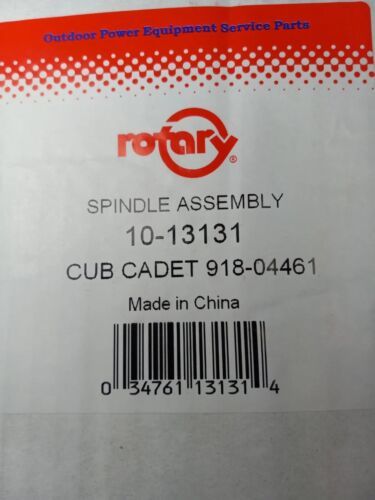 Outdoor Power Equipment Service Parts
rotary®
SPINDLE ASSEMBLY
10-13131
CUB CADET 918-04461
Made in China
0 34761 13131 4